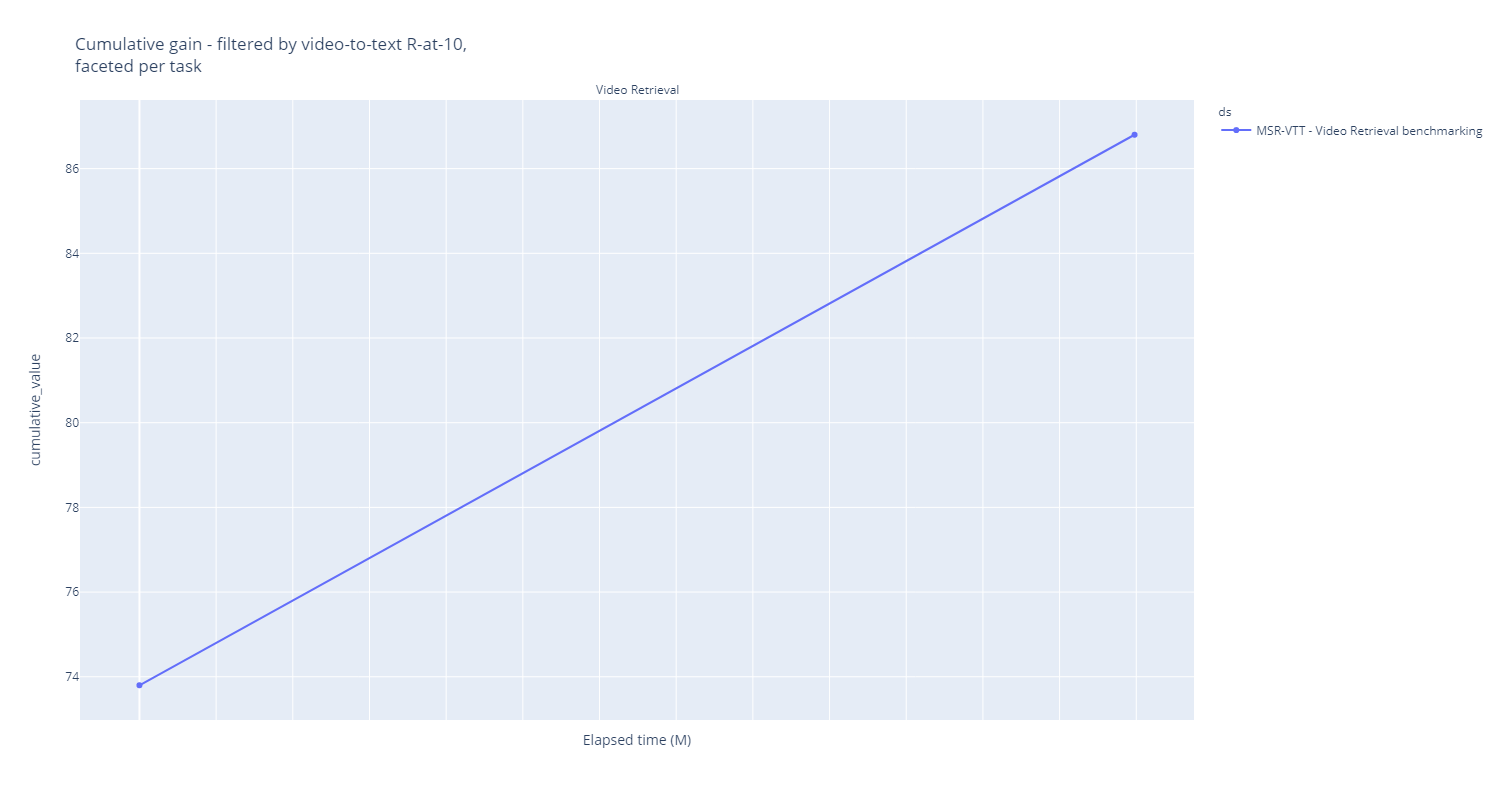 Cumulative gain - filtered by video-to-text R-at-10,
faceted per task
Video Retrieval
ds
MSR-VTT - Video Retrieval benchmarking
86
84
82
80
78
76
74
cumulative_value
Elapsed time (M)